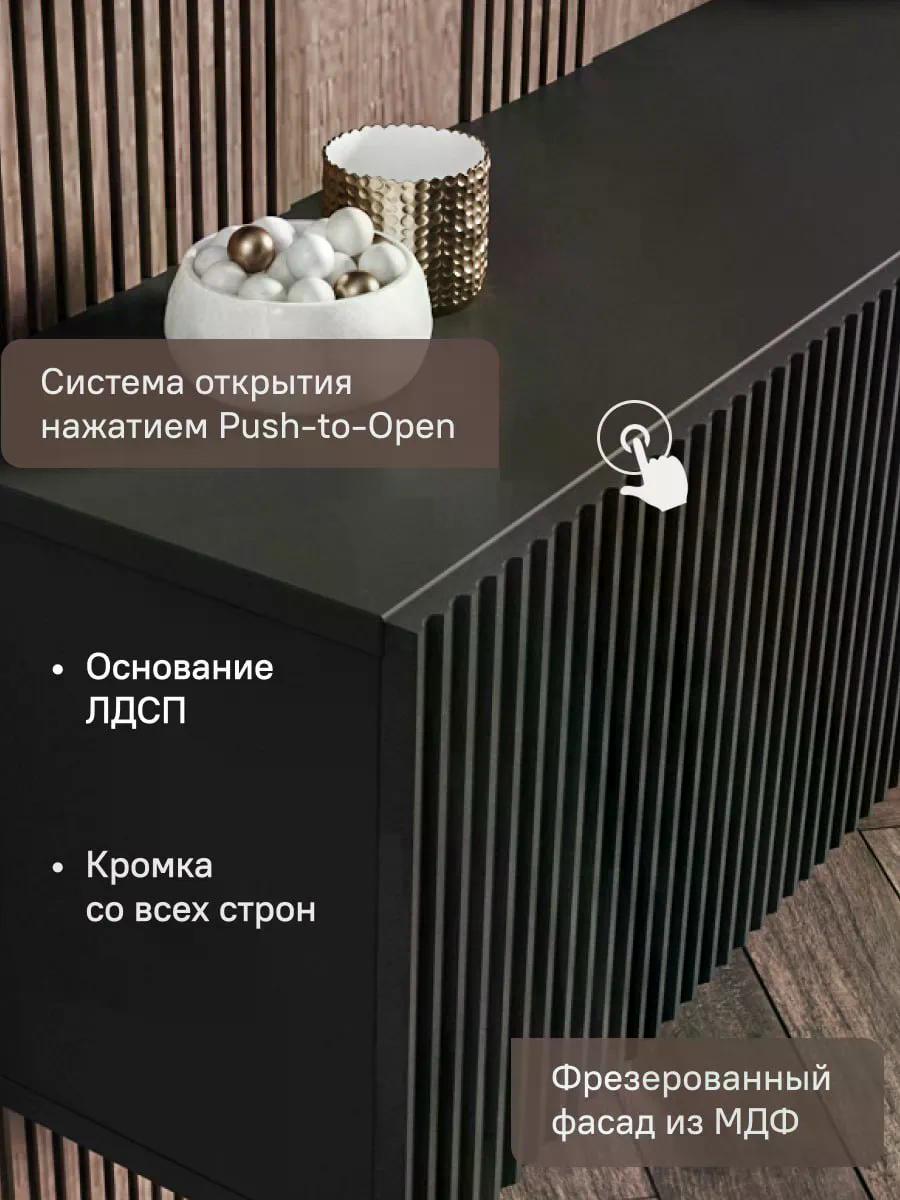 Система открытия
нажатием Push-to-Open
• Основание
ЛДСП
• Кромка
со всех строн
Фрезерованный
фасад из МДФ